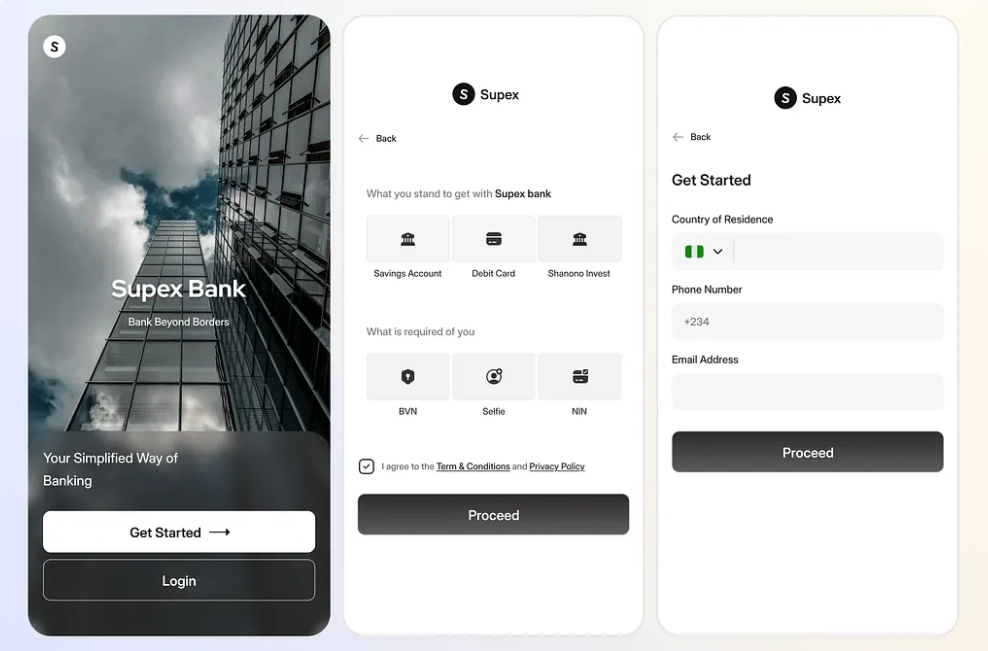 S
Supex Bank
Bank Beyond Borders
Your Simplified Way of
Banking
Get Started
Login
S Supex
Back
What you stand to get with Supex bank
Savings Account Debit Card Shanono Invest
What is required of you
BVN Selfie NIN
I agree to the Term & Conditions and Privacy Policy
Proceed
S Supex
Back
Get Started
Country of Residence
Phone Number
+234
Email Address
Proceed